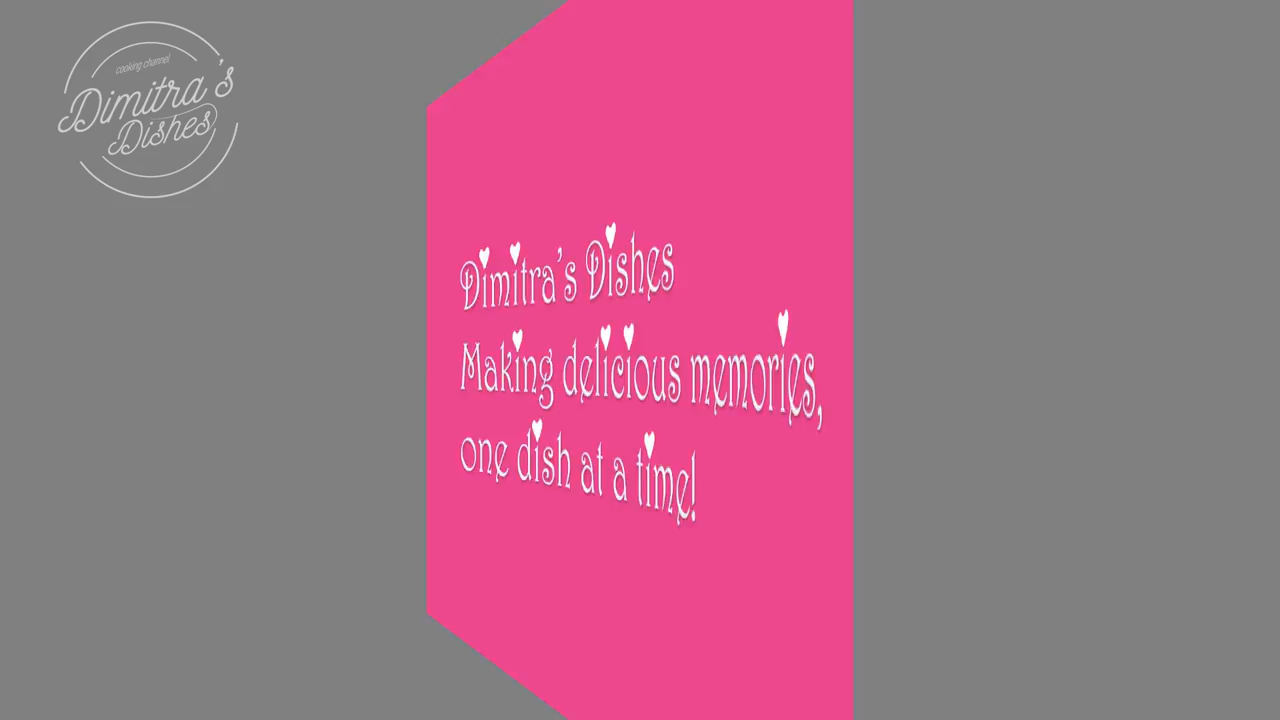 cooking channel
Dimitra's
Dishes
Dimitra's Dishes
Making delicious memories,
one dish at a time!